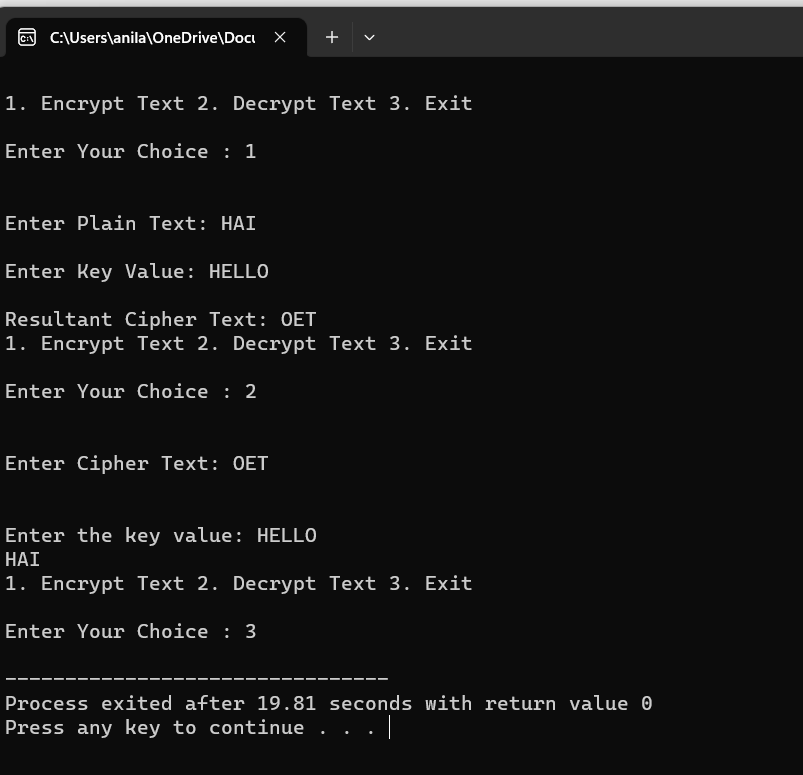 C:\Users\anila\OneDrive\Docu
1. Encrypt Text 2. Decrypt Text 3. Exit
Enter Your Choice : 1
Enter Plain Text: HAI
Enter Key Value: HELLO
Resultant Cipher Text: OET
1. Encrypt Text 2. Decrypt Text 3. Exit
Enter Your Choice : 2
Enter Cipher Text: OET
Enter the key value: HELLO
HAI
1. Encrypt Text 2. Decrypt Text 3. Exit
Enter Your Choice : 3
--------------------------------
Process exited after 19.81 seconds with return value 0
Press any key to continue . . .